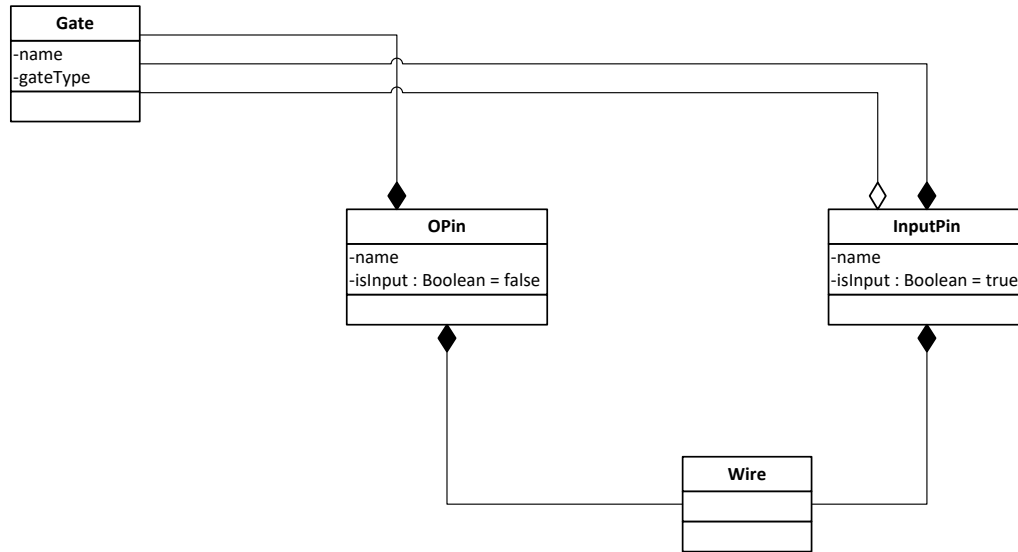 Gate
-name
-gateType
OPin
-name
-isInput : Boolean = false
InputPin
-name
-isInput : Boolean = true
Wire